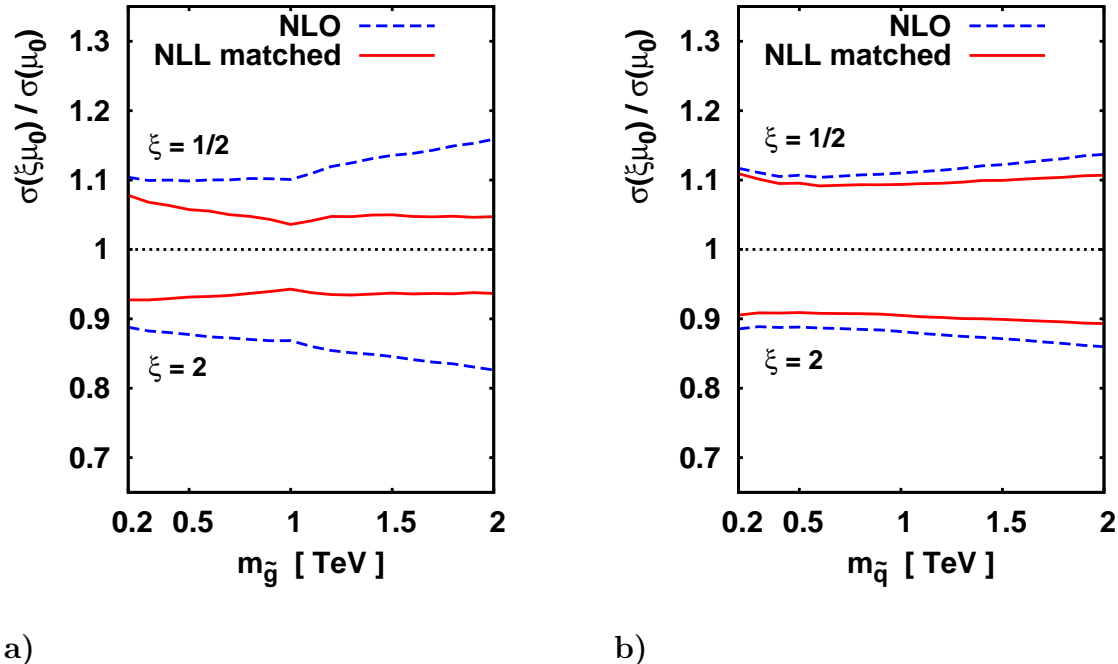 NLO
NLL matched
σ(ξμ₀) / σ(μ₀)
1.3
1.2
1.1
1
0.9
0.8
0.7
ξ = 1/2
ξ = 2
0.2 0.5 1 1.5 2
m_g̃ [ TeV ]
a)
NLO
NLL matched
σ(ξμ₀) / σ(μ₀)
1.3
1.2
1.1
1
0.9
0.8
0.7
ξ = 1/2
ξ = 2
0.2 0.5 1 1.5 2
m_q̃ [ TeV ]
b)